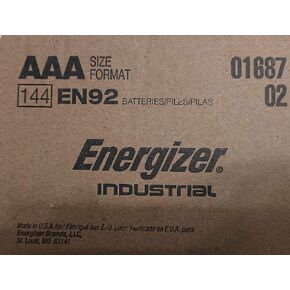 AAA SIZE FORMAT 01687
144 EN92 BATTERIES/PILES/PILAS 02
Energizer®
INDUSTRIAL
Made in U.S.A. for/ Fabriqué aux É.-U. pour/ Fabricado en E.U.A. para:
Energizer Brands, LLC,
St. Louis, MO 63141